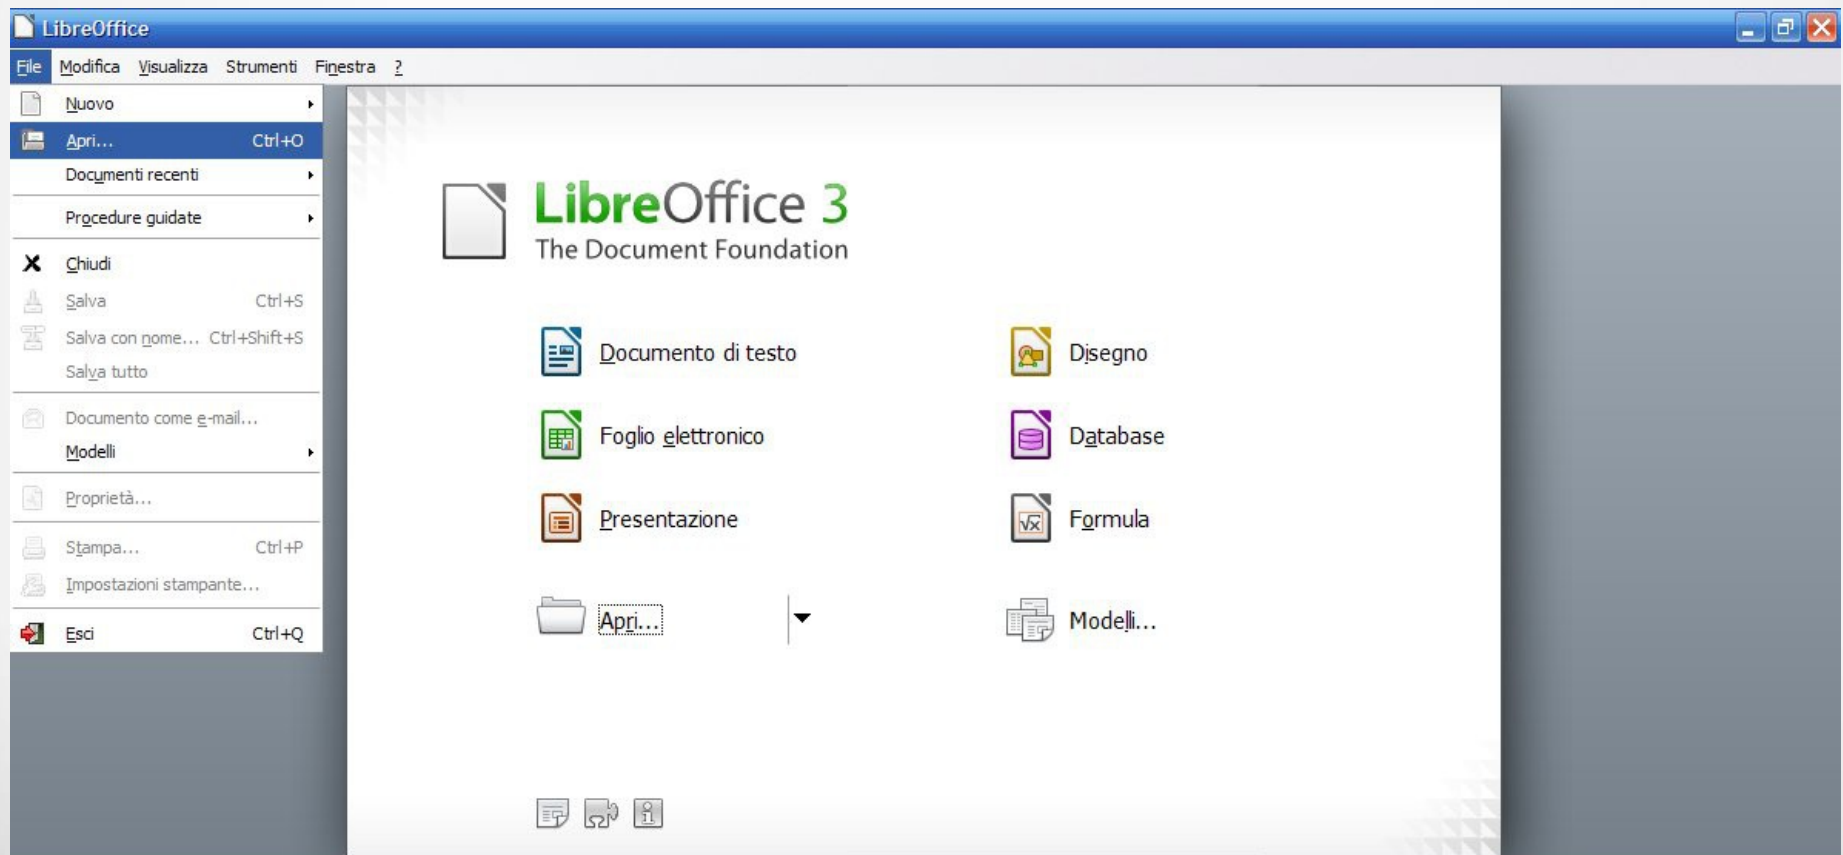 LibreOffice
File Modifica Visualizza Strumenti Finestra ?
Nuovo
Apri... Ctrl+O
Documenti recenti
Procedure guidate
Chiudi
Salva Ctrl+S
Salva con nome... Ctrl+Shift+S
Salva tutto
Documento come e-mail...
Modelli
Proprietà...
Stampa... Ctrl+P
Impostazioni stampante...
Esci Ctrl+Q
LibreOffice 3
The Document Foundation
Documento di testo
Disegno
Foglio elettronico
Database
Presentazione
Formula
Apri...
Modelli...